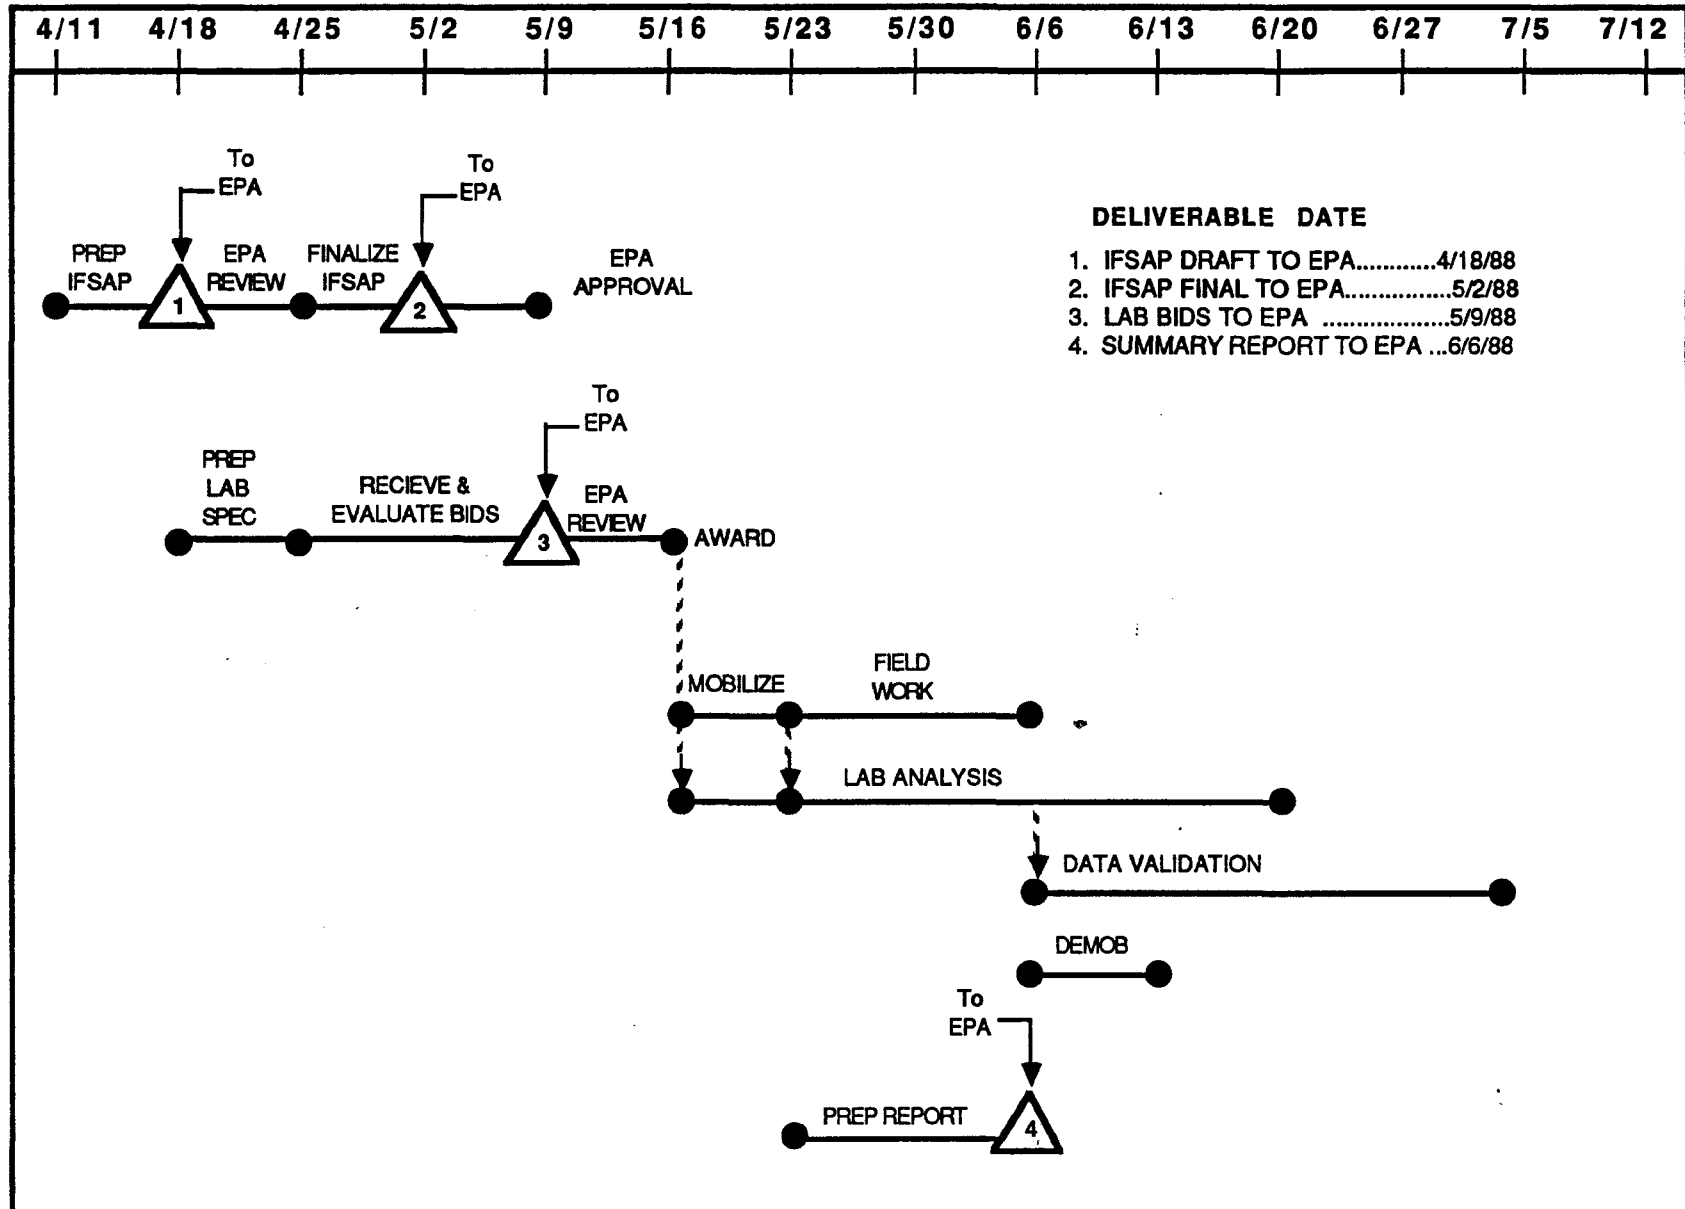 4/11 4/18 4/25 5/2 5/9 5/16 5/23 5/30 6/6 6/13 6/20 6/27 7/5 7/12
To
EPA
To
EPA
PREP
IFSAP
EPA
REVIEW
FINALIZE
IFSAP
EPA
APPROVAL
1
2
DELIVERABLE DATE
1. IFSAP DRAFT TO EPA............4/18/88
2. IFSAP FINAL TO EPA................5/2/88
3. LAB BIDS TO EPA ...................5/9/88
4. SUMMARY REPORT TO EPA ...6/6/88
To
EPA
PREP
LAB
SPEC
RECIEVE &
EVALUATE BIDS
EPA
REVIEW
3
AWARD
MOBILIZE
FIELD
WORK
LAB ANALYSIS
DATA VALIDATION
DEMOB
To
EPA
PREP REPORT
4